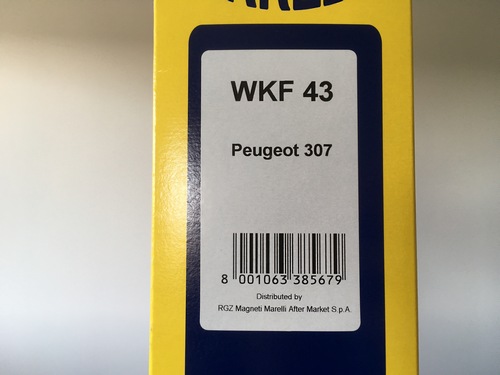 WKF 43
Peugeot 307
8 001063 385679
Distributed by
RGZ Magneti Marelli After Market S.p.A.